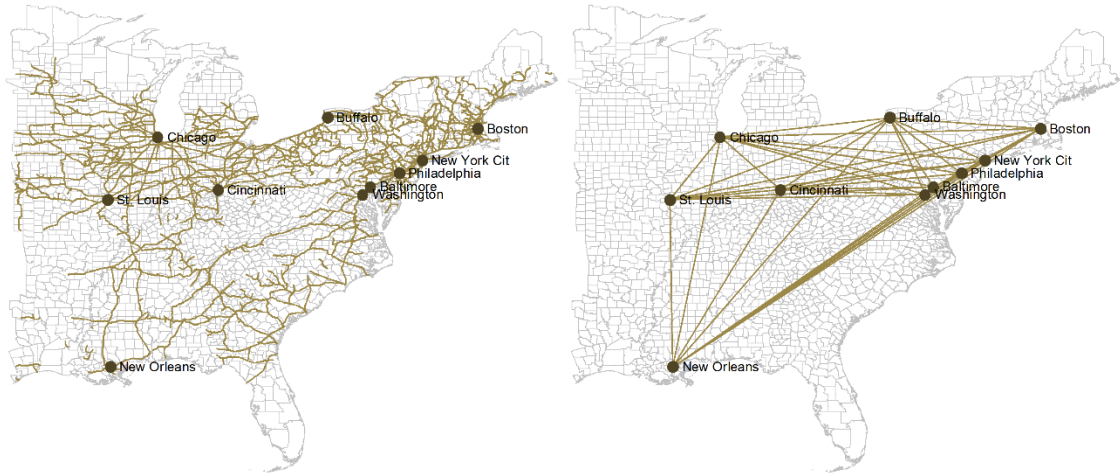 Buffalo
Boston
Chicago
New York Cit
Philadelphia
Baltimore
Cincinnati
Washington
St. Louis
New Orleans
Buffalo
Boston
Chicago
New York Cit
Philadelphia
Baltimore
Cincinnati
Washington
St. Louis
New Orleans